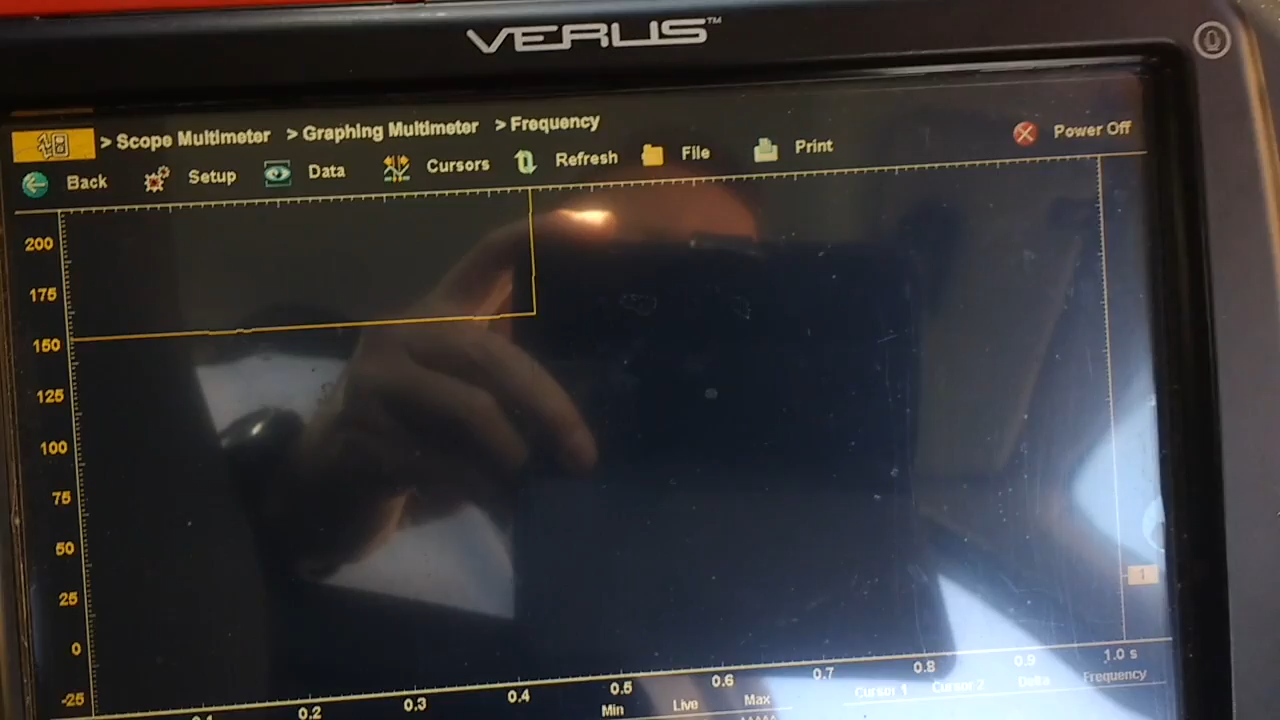 VERUS™
> Scope Multimeter > Graphing Multimeter > Frequency
Power Off
Back Setup Data Cursors Refresh File Print
200
175
150
125
100
75
50
25
0
-25
1
0.2 0.3 0.4 0.5 0.6 0.7 0.8 0.9 1.0 s
Min Live Max Cursor 1 Cursor 2 Delta Frequency